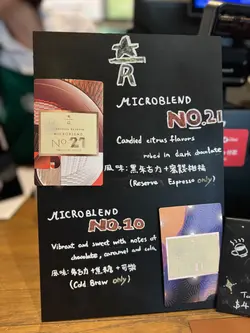 R
MICROBLEND
NO.21
Candied citrus flavors
robed in dark chocolate
風味:黑朱古力+蜜餞柑橘
(Reserve Espresso only)
MICROBLEND
No 21
MICROBLEND
NO.10
Vibrant and sweet with notes of
chocolate, caramel and cola.
風味:朱古力+焦糖+可樂
(Cold Brew only)